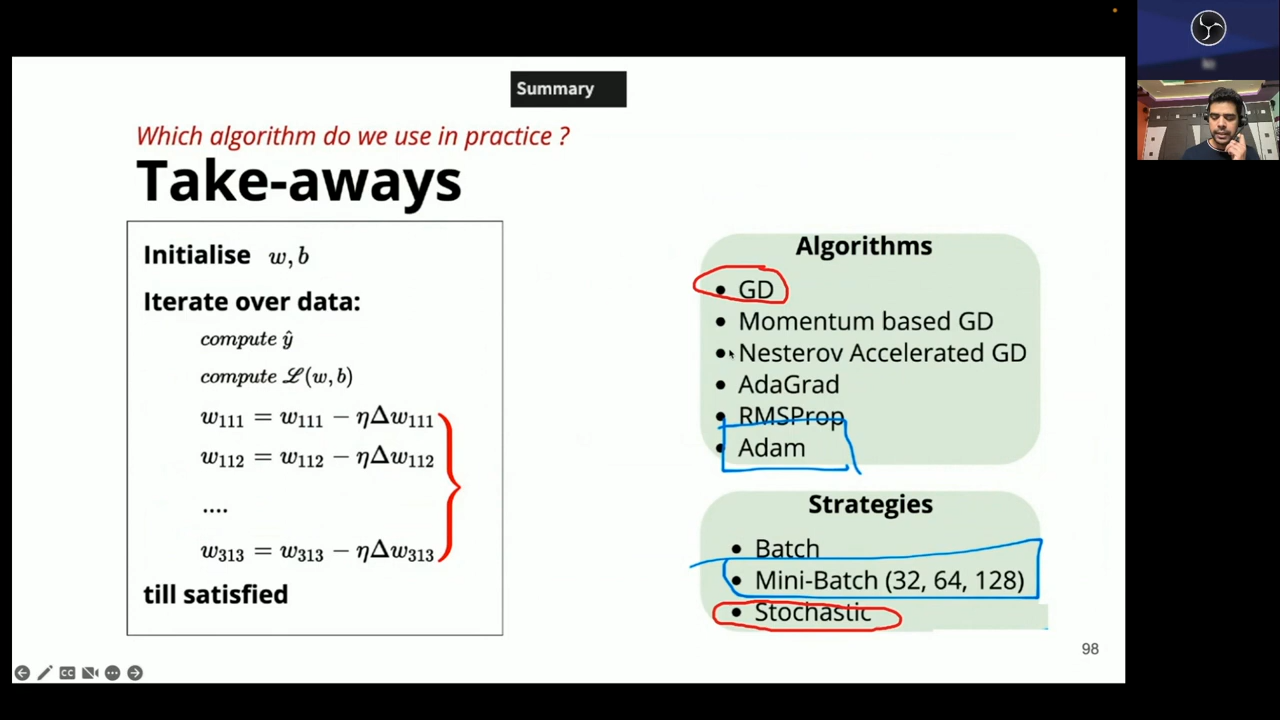 Summary
Which algorithm do we use in practice ?
Take-aways
Initialise w, b
Iterate over data:
compute ŷ
compute ℒ(w, b)
w₁₁₁ = w₁₁₁ − ηΔw₁₁₁
w₁₁₂ = w₁₁₂ − ηΔw₁₁₂
....
w₃₁₃ = w₃₁₃ − ηΔw₃₁₃
till satisfied
Algorithms
• GD
• Momentum based GD
• Nesterov Accelerated GD
• AdaGrad
• RMSProp
• Adam
Strategies
• Batch
• Mini-Batch (32, 64, 128)
• Stochastic
98
CC